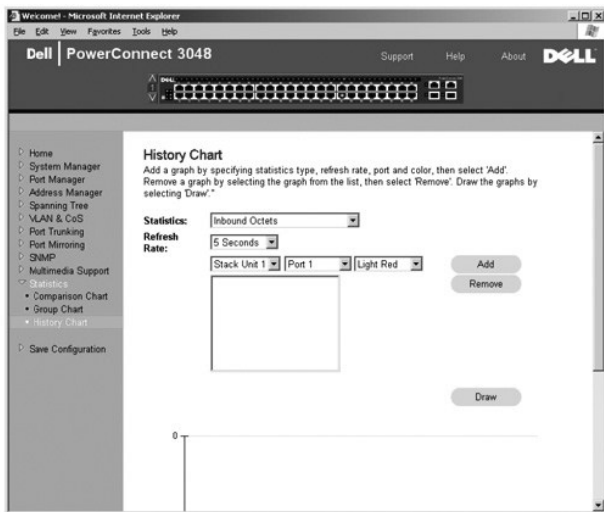 Welcome! - Microsoft Internet Explorer
File Edit View Favorites Tools Help
Dell | PowerConnect 3048
Support Help About DELL
1
Home
System Manager
Port Manager
Address Manager
Spanning Tree
VLAN & CoS
Port Trunking
Port Mirroring
SNMP
Multimedia Support
Statistics
• Comparison Chart
• Group Chart
• History Chart
Save Configuration
History Chart
Add a graph by specifying statistics type, refresh rate, port and color, then select 'Add'.
Remove a graph by selecting the graph from the list, then select 'Remove'. Draw the graphs by
selecting 'Draw'."
Statistics: Inbound Octets
Refresh
Rate: 5 Seconds
Stack Unit 1 Port 1 Light Red Add
Remove
Draw
0